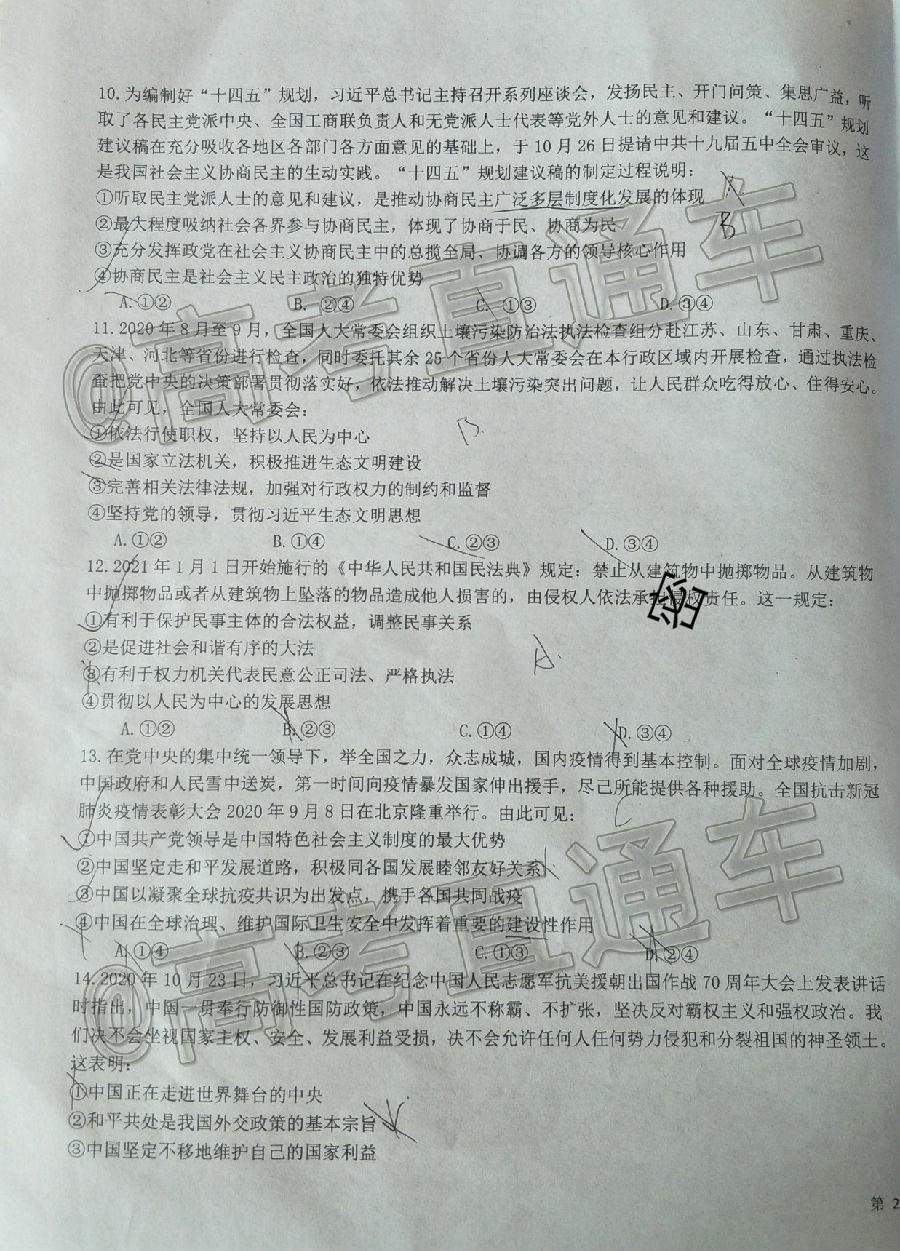 10. 为编制好“十四五”规划，习近平总书记主持召开系列座谈会，发扬民主、开门问策、集思广益，听
取了各民主党派中央、全国工商联负责人和无党派人士代表等党外人士的意见和建议。“十四五”规划
建议稿在充分吸收各地区各部门各方面意见的基础上，于 10 月 26 日提请中共十九届五中全会审议，这
是我国社会主义协商民主的生动实践。“十四五”规划建议稿的制定过程说明：
①听取民主党派人士的意见和建议，是推动协商民主广泛多层制度化发展的体现
②最大程度吸纳社会各界参与协商民主，体现了协商于民、协商为民
B
③充分发挥政党在社会主义协商民主中的总揽全局、协调各方的领导核心作用
④协商民主是社会主义民主政治的独特优势
A. ①② B. ②④ C. ①③ D. ③④
11. 2020 年 8 月至 9 月，全国人大常委会组织土壤污染防治法执法检查组分赴江苏、山东、甘肃、重庆、
天津、河北等省份进行检查，同时委托其余 25 个省份人大常委会在本行政区域内开展检查，通过执法检
查把党中央的决策部署贯彻落实好，依法推动解决土壤污染突出问题，让人民群众吃得放心、住得安心。
由此可见，全国人大常委会：
①依法行使职权，坚持以人民为中心
B.
②是国家立法机关，积极推进生态文明建设
③完善相关法律法规，加强对行政权力的制约和监督
④坚持党的领导，贯彻习近平生态文明思想
A. ①② B. ①④ C. ②③ D. ③④
12. 2021 年 1 月 1 日开始施行的《中华人民共和国民法典》规定：禁止从建筑物中抛掷物品。从建筑物
中抛掷物品或者从建筑物上坠落的物品造成他人损害的，由侵权人依法承担侵权责任。这一规定：
①有利于保护民事主体的合法权益，调整民事关系
②是促进社会和谐有序的大法
③有利于权力机关代表民意公正司法、严格执法
④贯彻以人民为中心的发展思想
A. ①② B. ②③ C. ①④ D. ③④
13. 在党中央的集中统一领导下，举全国之力，众志成城，国内疫情得到基本控制。面对全球疫情加剧，
中国政府和人民雪中送炭，第一时间向疫情暴发国家伸出援手，尽己所能提供各种援助。全国抗击新冠
肺炎疫情表彰大会 2020 年 9 月 8 日在北京隆重举行。由此可见：
C
①中国共产党领导是中国特色社会主义制度的最大优势
②中国坚定走和平发展道路，积极同各国发展睦邻友好关系
③中国以凝聚全球抗疫共识为出发点，携手各国共同战疫
④中国在全球治理、维护国际卫生安全中发挥着重要的建设性作用
A. ①④ B. ②③ C. ①③ D. ②④
14. 2020 年 10 月 23 日，习近平总书记在纪念中国人民志愿军抗美援朝出国作战 70 周年大会上发表讲话
时指出，中国一贯奉行防御性国防政策，中国永远不称霸、不扩张，坚决反对霸权主义和强权政治。我
们决不会坐视国家主权、安全、发展利益受损，决不会允许任何人任何势力侵犯和分裂祖国的神圣领土。
这表明：
①中国正在走进世界舞台的中央
②和平共处是我国外交政策的基本宗旨
③中国坚定不移地维护自己的国家利益
第 2
@高考直通车
@高考直通车